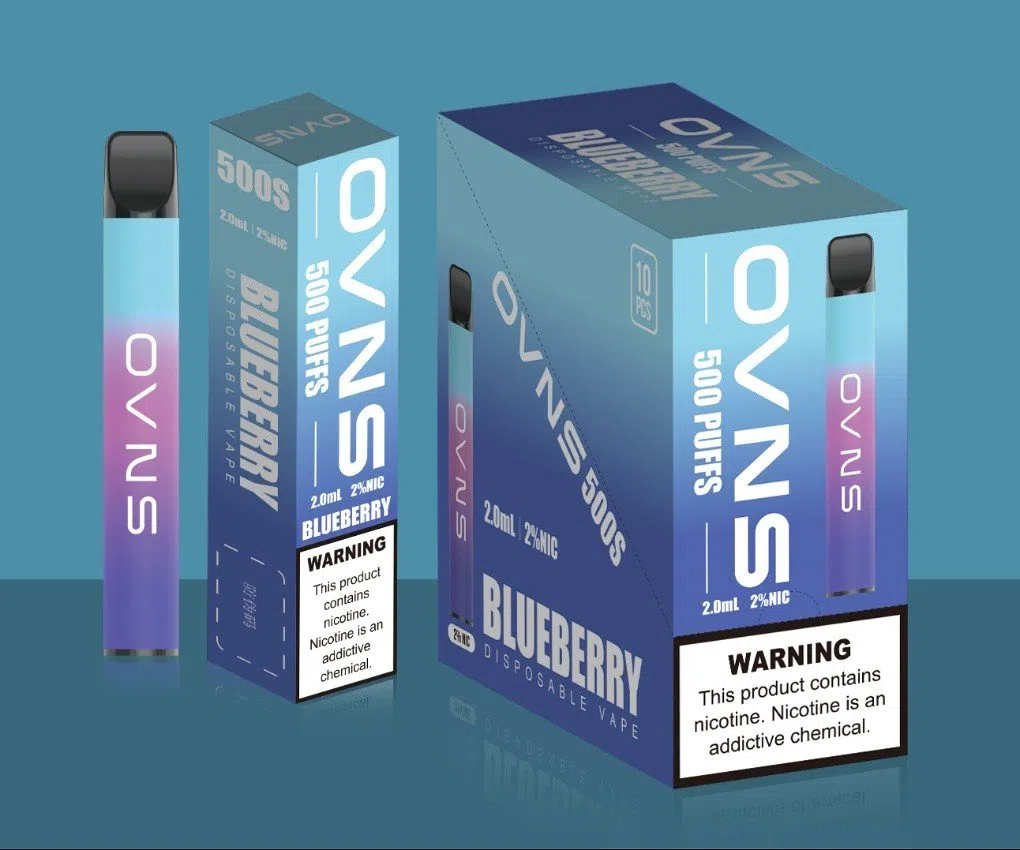 OVNS
OVNS
500S
2.0mL | 2%NIC
BLUEBERRY
DISPOSABLE VAPE
OVNS
500 PUFFS
2.0mL 2%NIC
BLUEBERRY
WARNING
This product
contains
nicotine.
Nicotine is an
addictive
chemical.
OVNS
500 PUFFS
BLUEBERRY
DISPOSABLE VAPE
10
PCS
OVNS
OVNS 500S
2.0mL | 2%NIC
2% NIC
BLUEBERRY
DISPOSABLE VAPE
OVNS
500 PUFFS
2.0mL 2%NIC
OVNS
WARNING
This product contains
nicotine. Nicotine is an
addictive chemical.